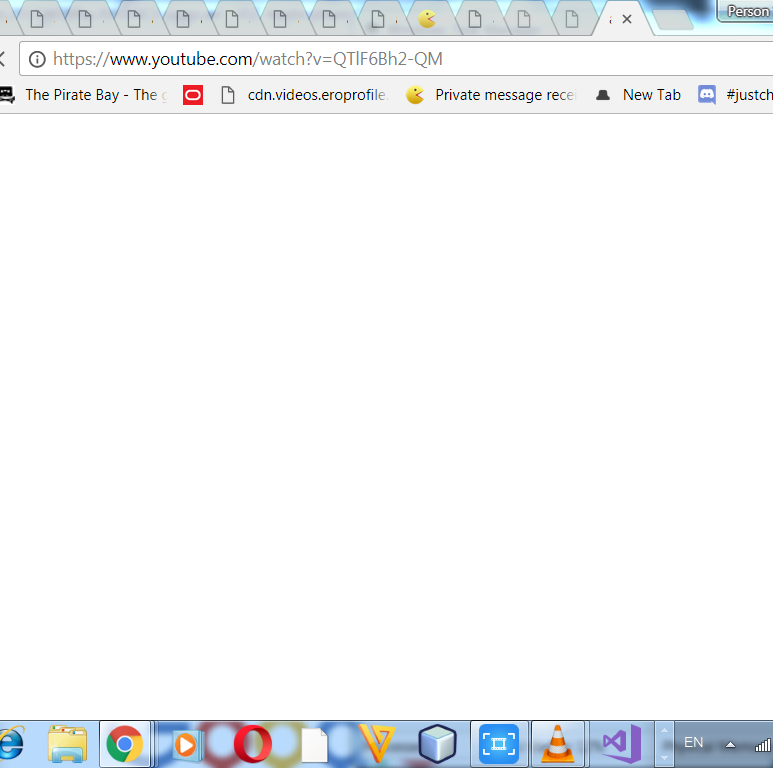 Person
https://www.youtube.com/watch?v=QTlF6Bh2-QM
The Pirate Bay - The g cdn.videos.eroprofile. Private message rece New Tab #justch
EN